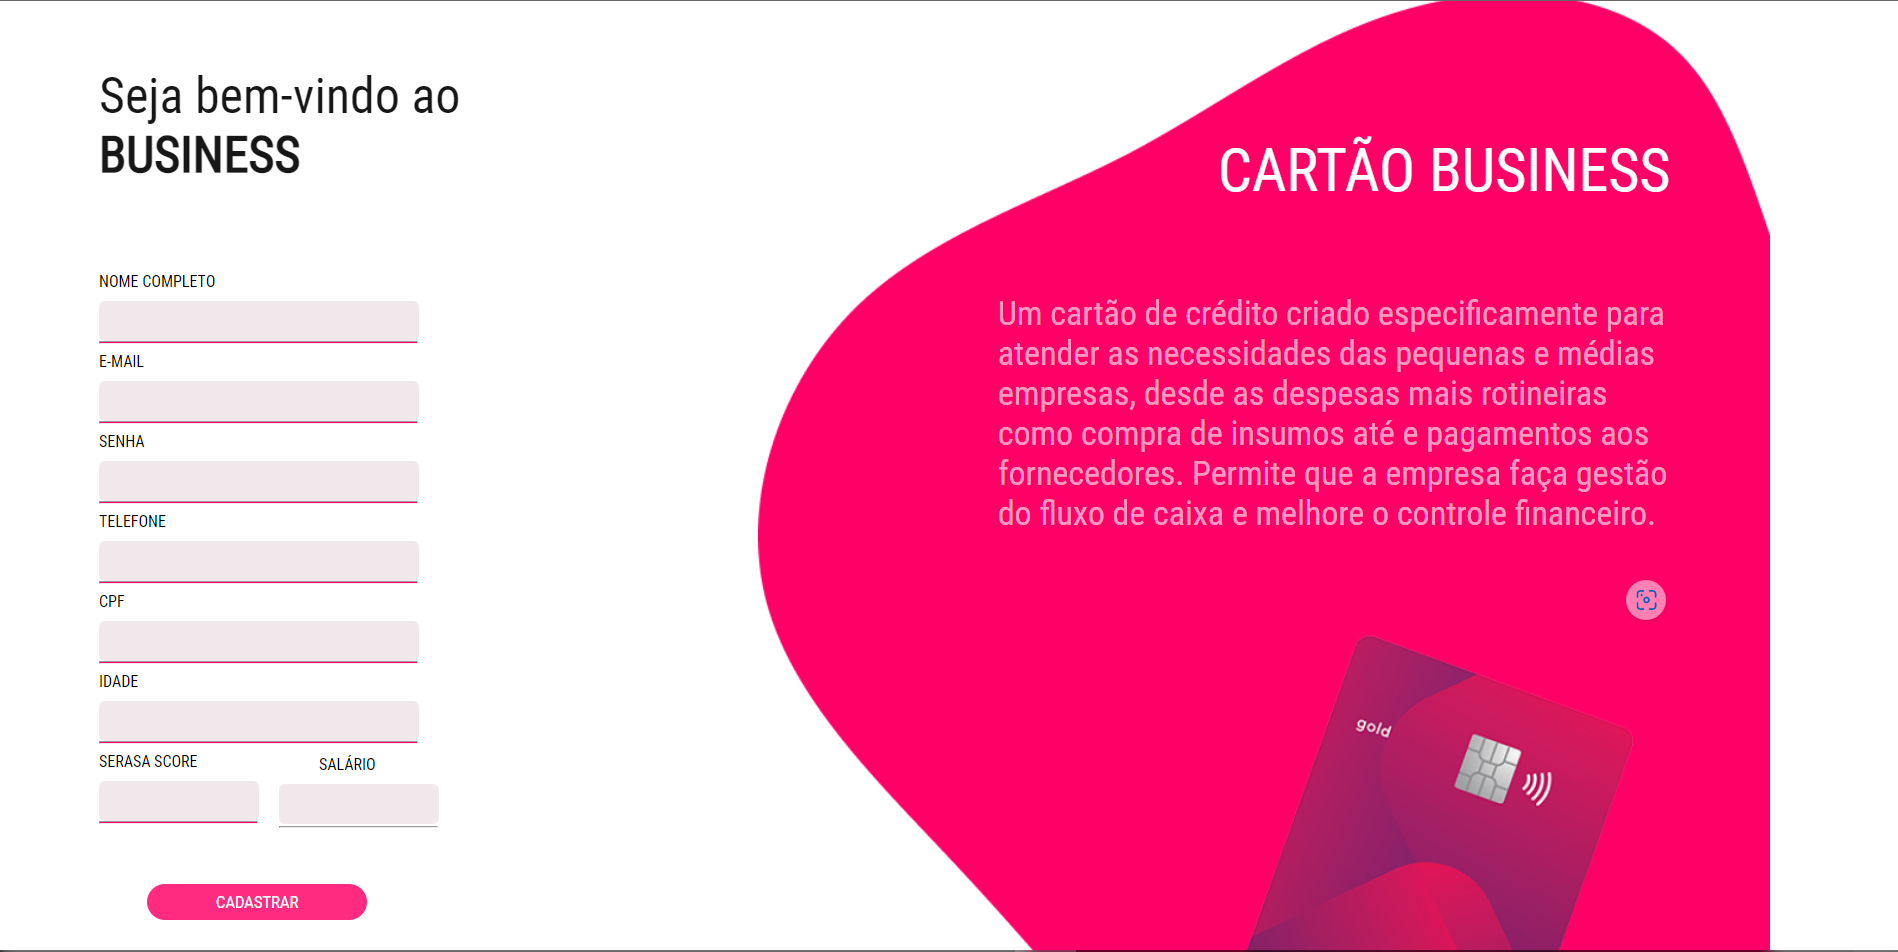 Seja bem-vindo ao
BUSINESS
NOME COMPLETO
E-MAIL
SENHA
TELEFONE
CPF
IDADE
SERASA SCORE
SALÁRIO
CADASTRAR
CARTÃO BUSINESS
Um cartão de crédito criado especificamente para
atender as necessidades das pequenas e médias
empresas, desde as despesas mais rotineiras
como compra de insumos até e pagamentos aos
fornecedores. Permite que a empresa faça gestão
do fluxo de caixa e melhore o controle financeiro.
gold